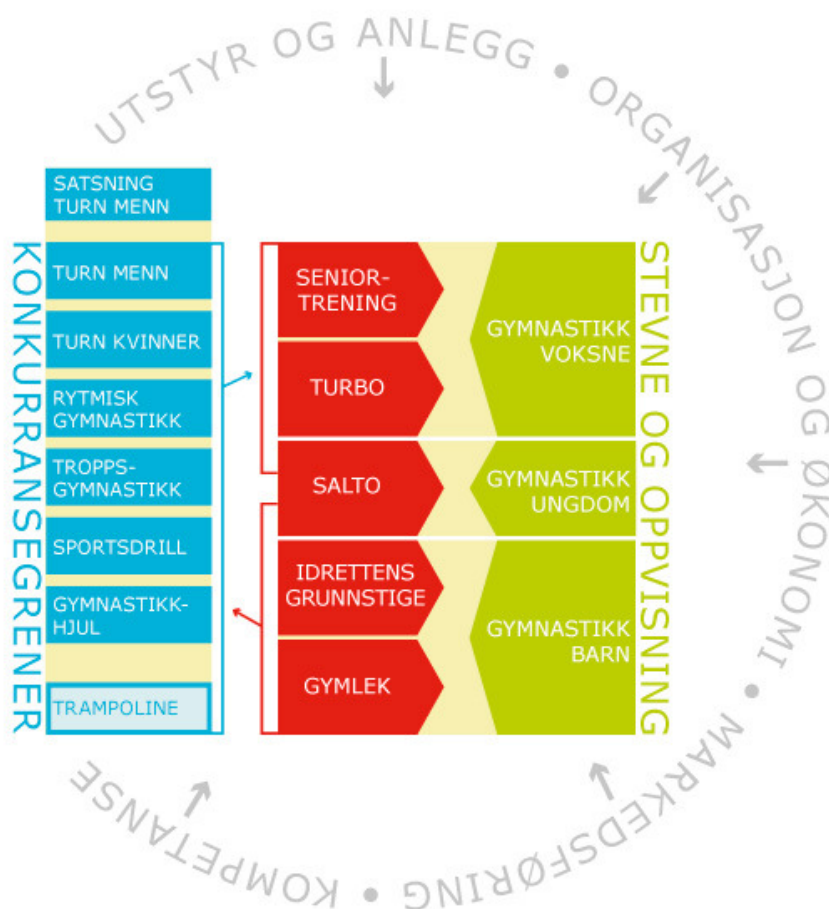 UTSTYR OG ANLEGG • ORGANISASJON OG ØKONOMI • MARKEDSFØRING • KOMPETANSE
KONKURRANSEGRENER
SATSNING
TURN MENN
TURN MENN
TURN KVINNER
RYTMISK
GYMNASTIKK
TROPPS-
GYMNASTIKK
SPORTSDRILL
GYMNASTIKK-
HJUL
TRAMPOLINE
SENIOR-
TRENING
TURBO
SALTO
IDRETTENS
GRUNNSTIGE
GYMLEK
GYMNASTIKK
VOKSNE
GYMNASTIKK
UNGDOM
GYMNASTIKK
BARN
STEVNE OG OPPVISNING